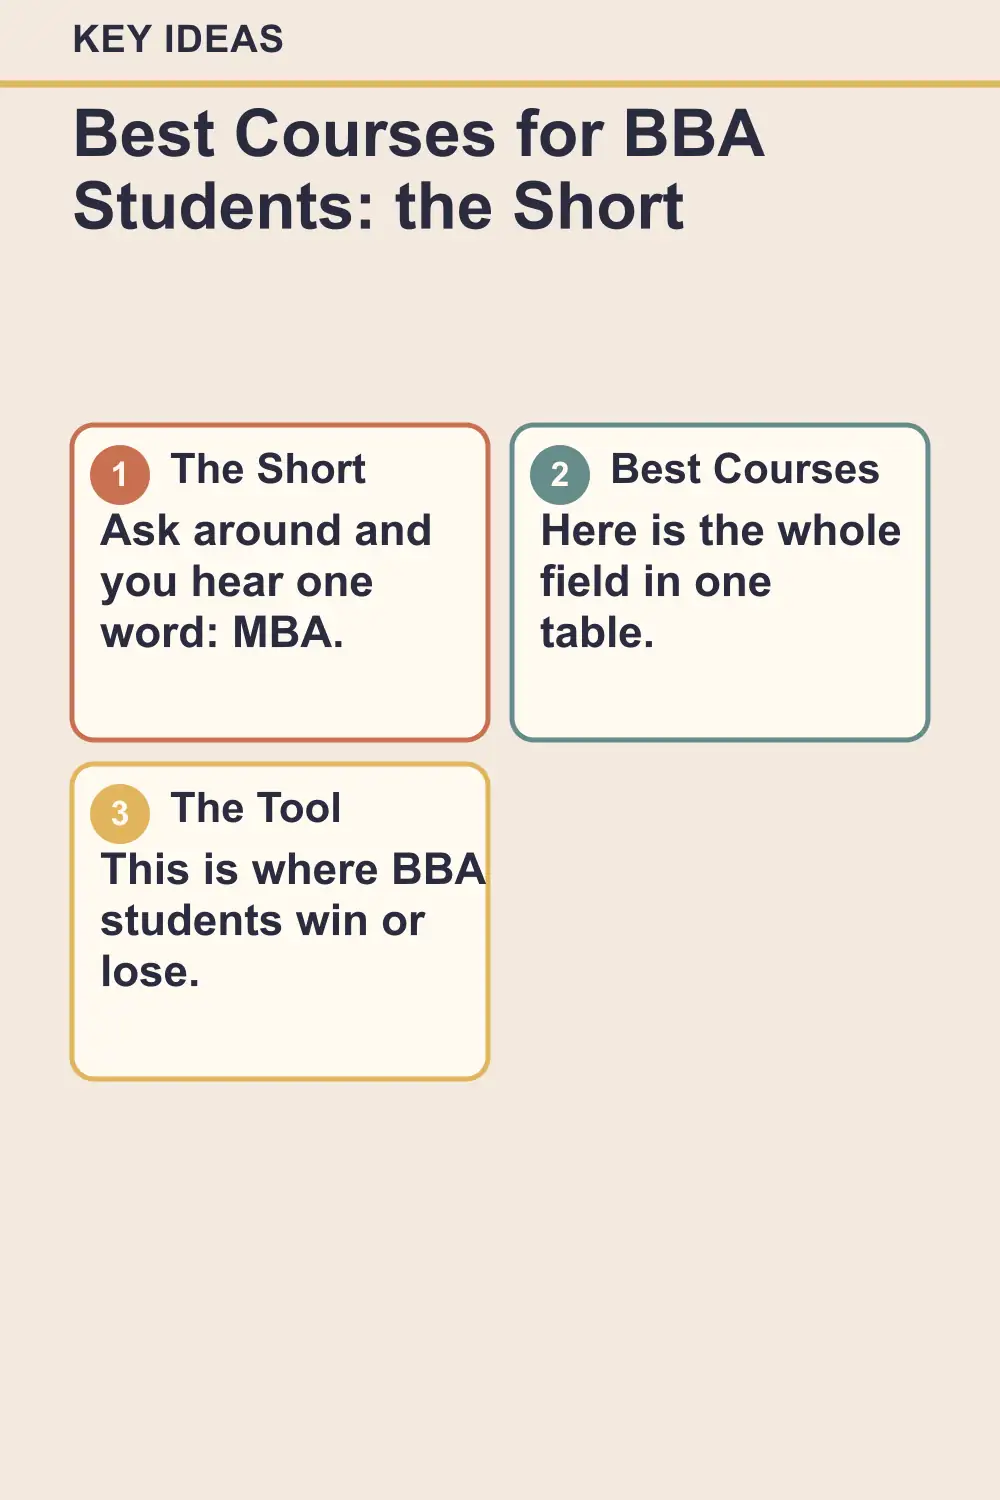 KEY IDEAS
Best Courses for BBA
Students: the Short
1 The Short
Ask around and
you hear one
word: MBA.
2 Best Courses
Here is the whole
field in one
table.
3 The Tool
This is where BBA
students win or
lose.